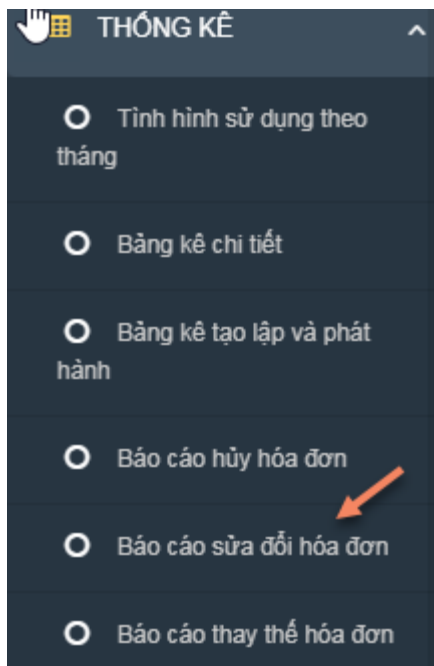 THỐNG KÊ
Tình hình sử dụng theo
tháng
Bảng kê chi tiết
Bảng kê tạo lập và phát
hành
Báo cáo hủy hóa đơn
Báo cáo sửa đổi hóa đơn
Báo cáo thay thế hóa đơn